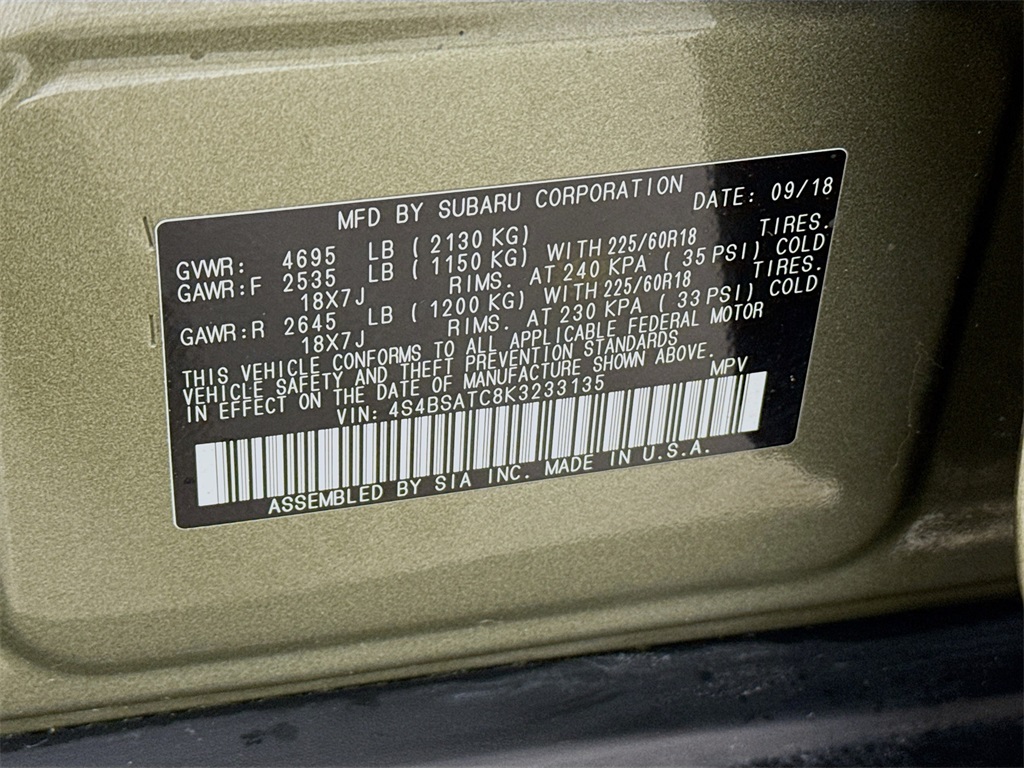 MFD BY SUBARU CORPORATION DATE: 09/18
GVWR: 4695 LB ( 2130 KG)
GAWR:F 2535 LB ( 1150 KG) WITH 225/60R18 TIRES.
18X7J RIMS. AT 240 KPA ( 35 PSI) COLD
GAWR:R 2645 LB ( 1200 KG) WITH 225/60R18 TIRES.
18X7J RIMS. AT 230 KPA ( 33 PSI) COLD
THIS VEHICLE CONFORMS TO ALL APPLICABLE FEDERAL MOTOR
VEHICLE SAFETY AND THEFT PREVENTION STANDARDS
IN EFFECT ON THE DATE OF MANUFACTURE SHOWN ABOVE.
VIN: 4S4BSATC8K3233135 MPV
ASSEMBLED BY SIA INC. MADE IN U.S.A.